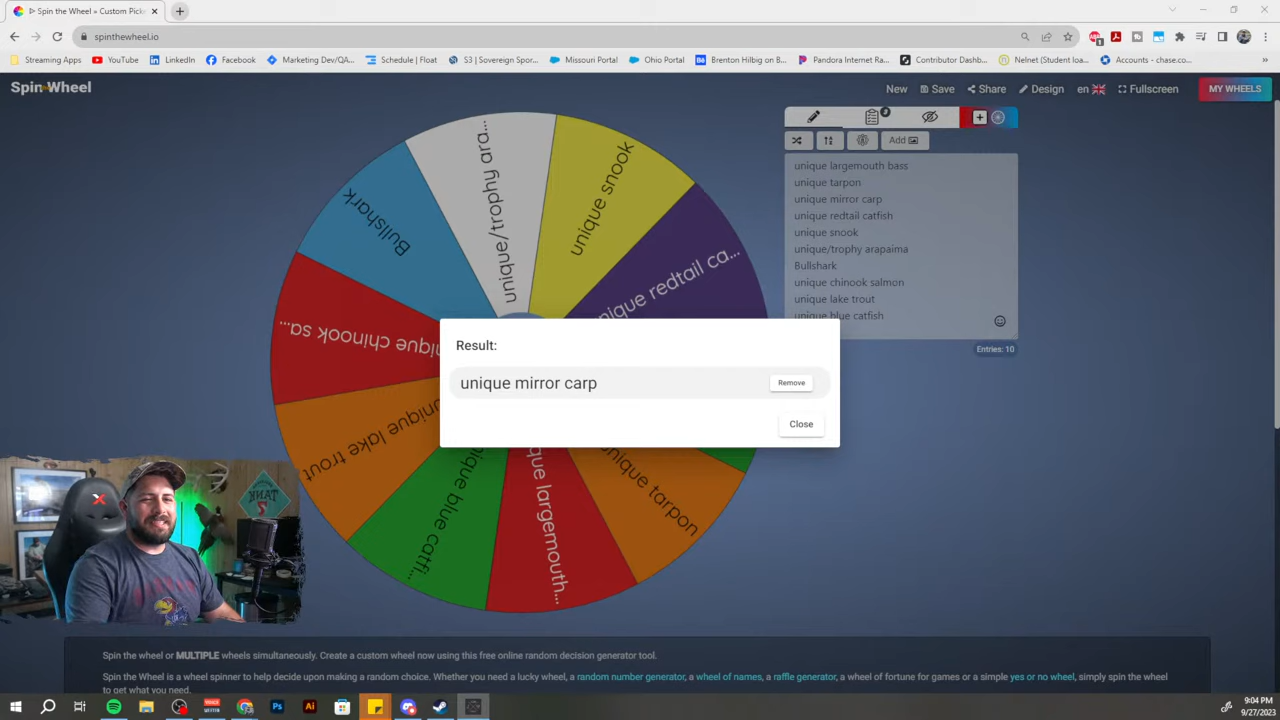 Spin the Wheel » Custom Pick
spinthewheel.io
Streaming Apps
YouTube
LinkedIn
Facebook
Marketing Dev/QA...
Schedule | Float
S3 | Sovereign Spor...
Missouri Portal
Ohio Portal
Brenton Hilbig - Bou...
Pandora Internet Ra...
Contributor Dashb...
Nelnet (Student loa...
Accounts - chase.co...
Spin Wheel
New
Save
Share
Design
en
Fullscreen
MY WHEELS
Add
unique largemouth bass
unique tarpon
unique mirror carp
unique redtail catfish
unique snook
unique/trophy arapaima
Bullshark
unique chinook salmon
unique lake trout
unique blue catfish
Entries: 10
unique/trophy ara...
unique snook
Bullshark
unique redtail ca...
unique chinook sa...
unique lake trout
unique blue catfi...
unique largemouth...
unique tarpon
Result:
unique mirror carp
Remove
Close
Spin the wheel or MULTIPLE wheels simultaneously. Create a custom wheel now using this free online random decision generator tool.
Spin the Wheel is a wheel spinner to help decide upon making a random choice. Whether you need a lucky wheel, a random number generator, a wheel of names, a raffle generator, a wheel of fortune for games or a simple yes or no wheel, simply spin the wheel
to get what you need.
9:04 PM
9/27/2023